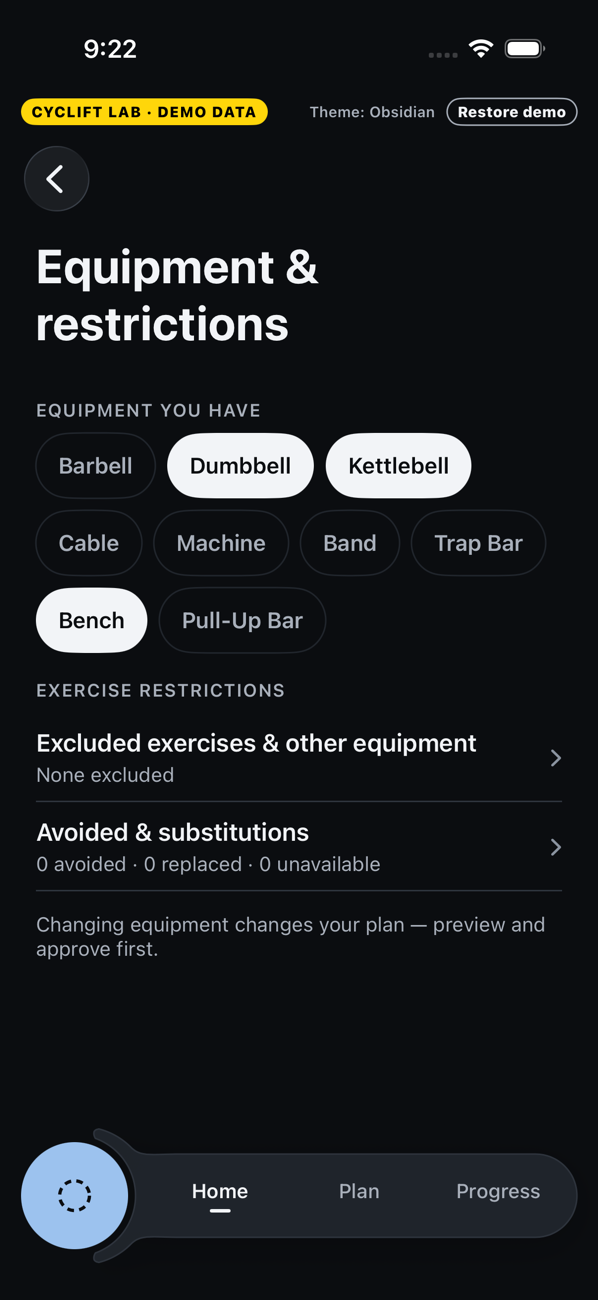 9:22
CYCLIFT LAB · DEMO DATA
Theme: Obsidian
Restore demo
Equipment &
restrictions
EQUIPMENT YOU HAVE
Barbell
Dumbbell
Kettlebell
Cable
Machine
Band
Trap Bar
Bench
Pull-Up Bar
EXERCISE RESTRICTIONS
Excluded exercises & other equipment
None excluded
Avoided & substitutions
0 avoided · 0 replaced · 0 unavailable
Changing equipment changes your plan — preview and
approve first.
Home
Plan
Progress